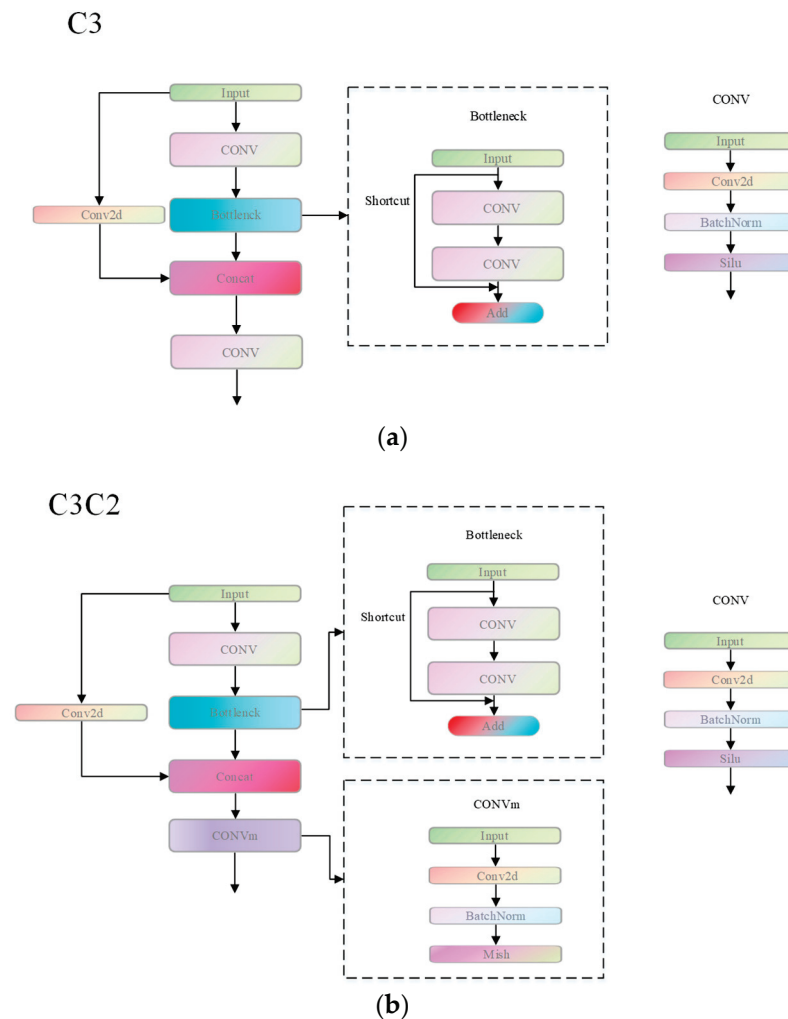 C3
Input
CONV
Conv2d
Bottlenck
Concat
CONV
Bottleneck
Input
Shortcut
CONV
CONV
Add
CONV
Input
Conv2d
BatchNorm
Silu
(a)
C3C2
Input
CONV
Conv2d
Bottlenck
Concat
CONVm
Bottleneck
Input
Shortcut
CONV
CONV
Add
CONVm
Input
Conv2d
BatchNorm
Mish
CONV
Input
Conv2d
BatchNorm
Silu
(b)